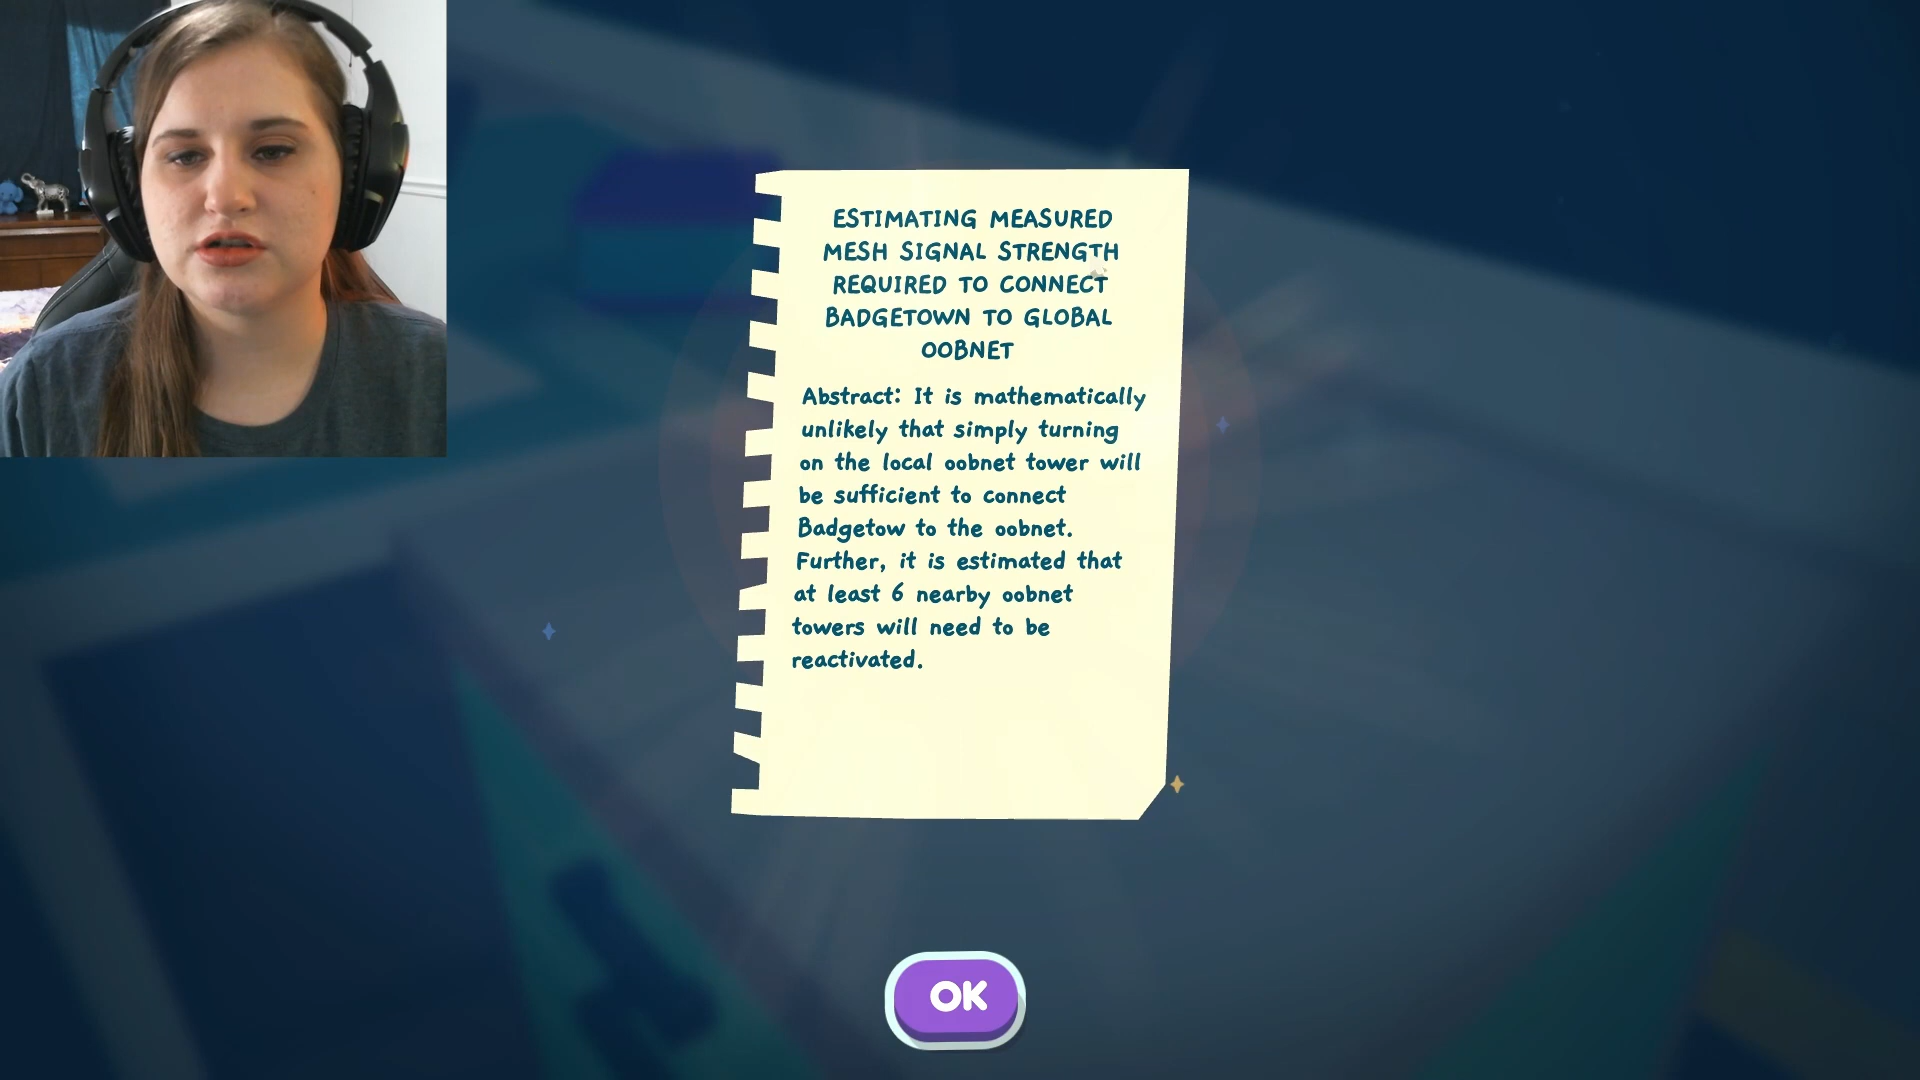 ESTIMATING MEASURED
MESH SIGNAL STRENGTH
REQUIRED TO CONNECT
BADGETOWN TO GLOBAL
OOBNET
Abstract: It is mathematically
unlikely that simply turning
on the local oobnet tower will
be sufficient to connect
Badgetow to the oobnet.
Further, it is estimated that
at least 6 nearby oobnet
towers will need to be
reactivated.
OK